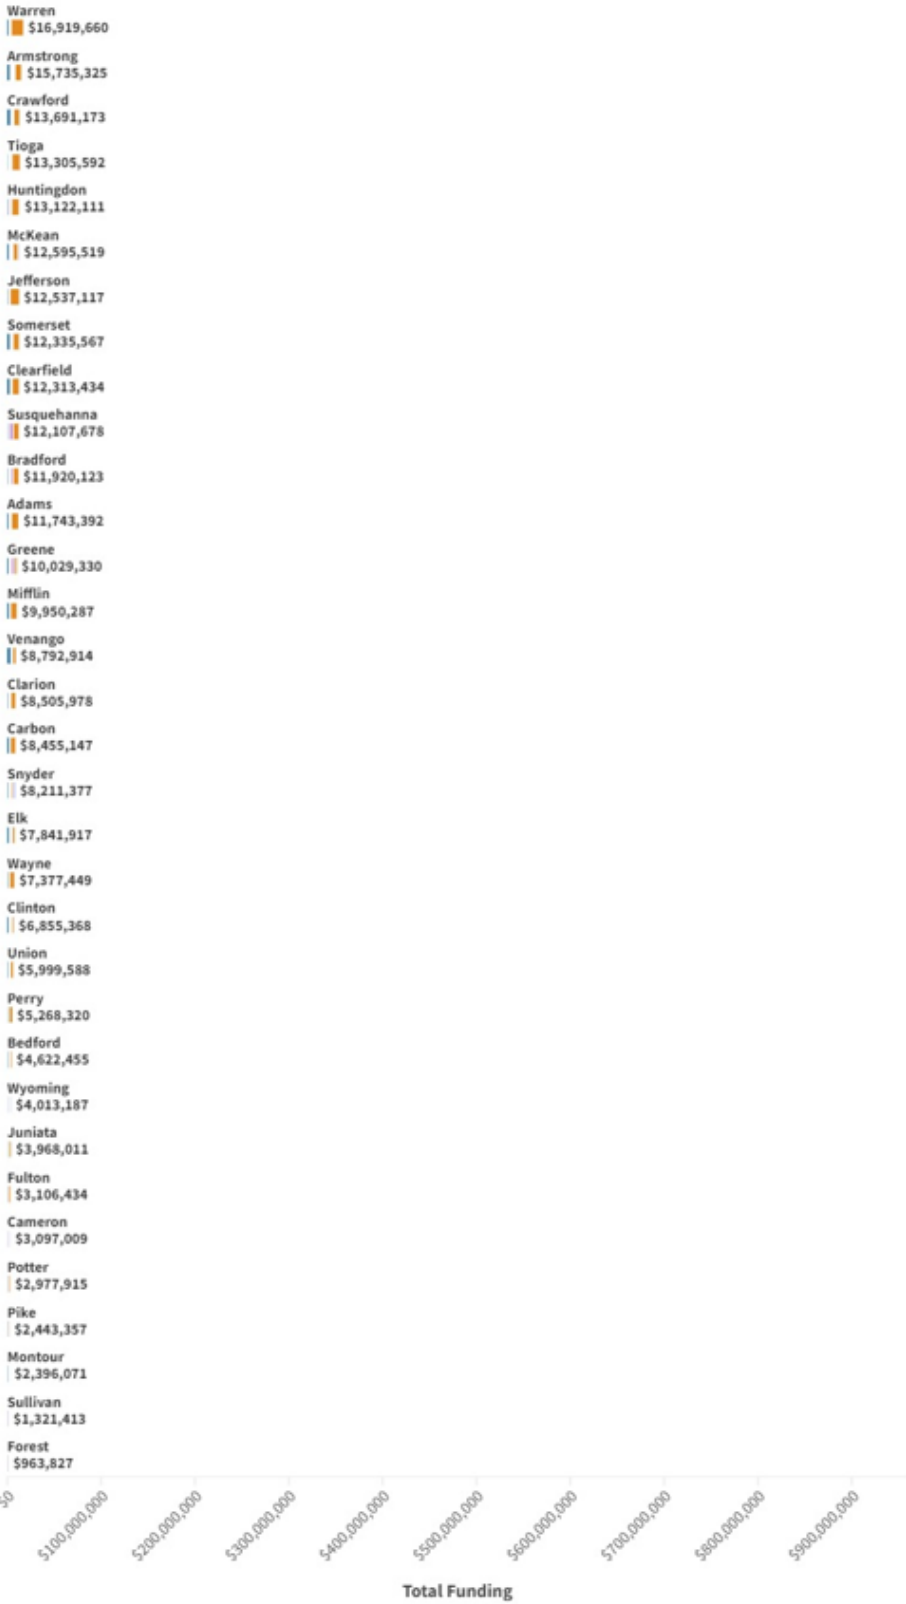 Warren
$16,919,660
Armstrong
$15,735,325
Crawford
$13,691,173
Tioga
$13,305,592
Huntingdon
$13,122,111
McKean
$12,595,519
Jefferson
$12,537,117
Somerset
$12,335,567
Clearfield
$12,313,434
Susquehanna
$12,107,678
Bradford
$11,920,123
Adams
$11,743,392
Greene
$10,029,330
Mifflin
$9,950,287
Venango
$8,792,914
Clarion
$8,505,978
Carbon
$8,455,147
Snyder
$8,211,377
Elk
$7,841,917
Wayne
$7,377,449
Clinton
$6,855,368
Union
$5,999,588
Perry
$5,268,320
Bedford
$4,622,455
Wyoming
$4,013,187
Juniata
$3,968,011
Fulton
$3,106,434
Cameron
$3,097,009
Potter
$2,977,915
Pike
$2,443,357
Montour
$2,396,071
Sullivan
$1,321,413
Forest
$963,827
$0
$100,000,000
$200,000,000
$300,000,000
$400,000,000
$500,000,000
$600,000,000
$700,000,000
$800,000,000
$900,000,000
Total Funding